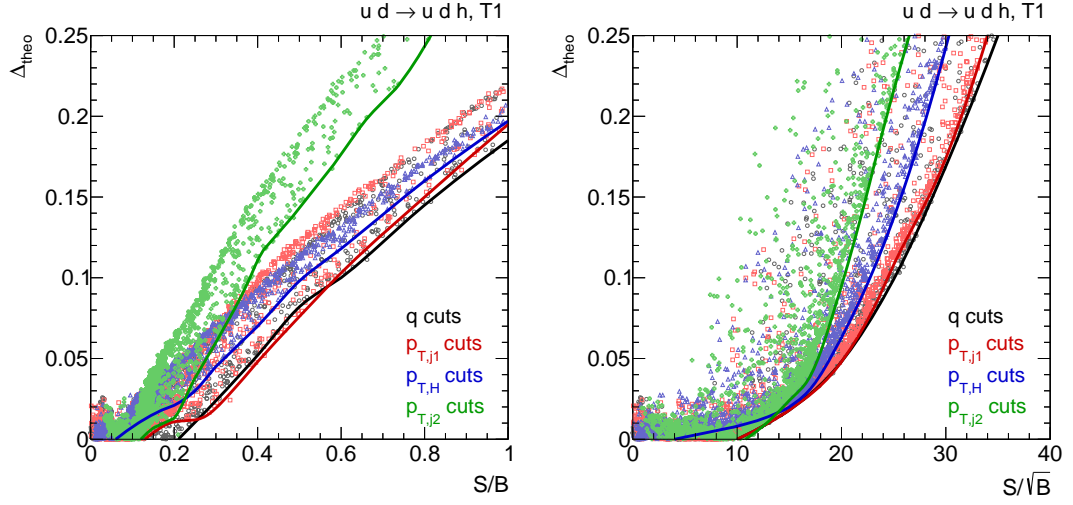 u d → u d h, T1
Δtheo
0.25
0.2
0.15
0.1
0.05
0
q cuts
pT,j1 cuts
pT,H cuts
pT,j2 cuts
0 0.2 0.4 0.6 0.8 1
S/B
u d → u d h, T1
Δtheo
0.25
0.2
0.15
0.1
0.05
0
q cuts
pT,j1 cuts
pT,H cuts
pT,j2 cuts
0 10 20 30 40
S/√B